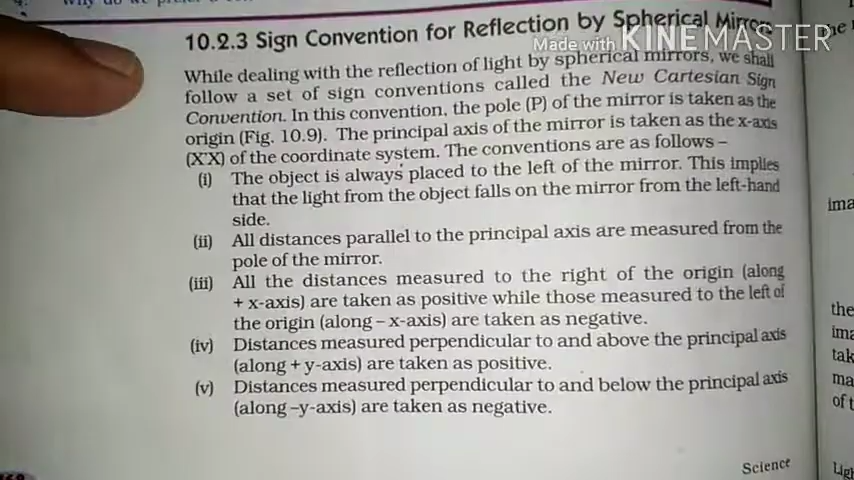 10.2.3 Sign Convention for Reflection by Spherical Mirrors
Made with KINEMASTER
While dealing with the reflection of light by spherical mirrors, we shall
follow a set of sign conventions called the New Cartesian Sign
Convention. In this convention, the pole (P) of the mirror is taken as the
origin (Fig. 10.9). The principal axis of the mirror is taken as the x-axis
(X'X) of the coordinate system. The conventions are as follows –
(i) The object is always placed to the left of the mirror. This implies
that the light from the object falls on the mirror from the left-hand
side.
(ii) All distances parallel to the principal axis are measured from the
pole of the mirror.
(iii) All the distances measured to the right of the origin (along
+ x-axis) are taken as positive while those measured to the left of
the origin (along – x-axis) are taken as negative.
(iv) Distances measured perpendicular to and above the principal axis
(along + y-axis) are taken as positive.
(v) Distances measured perpendicular to and below the principal axis
(along –y-axis) are taken as negative.
Science
the
ima
tak
ma
of t